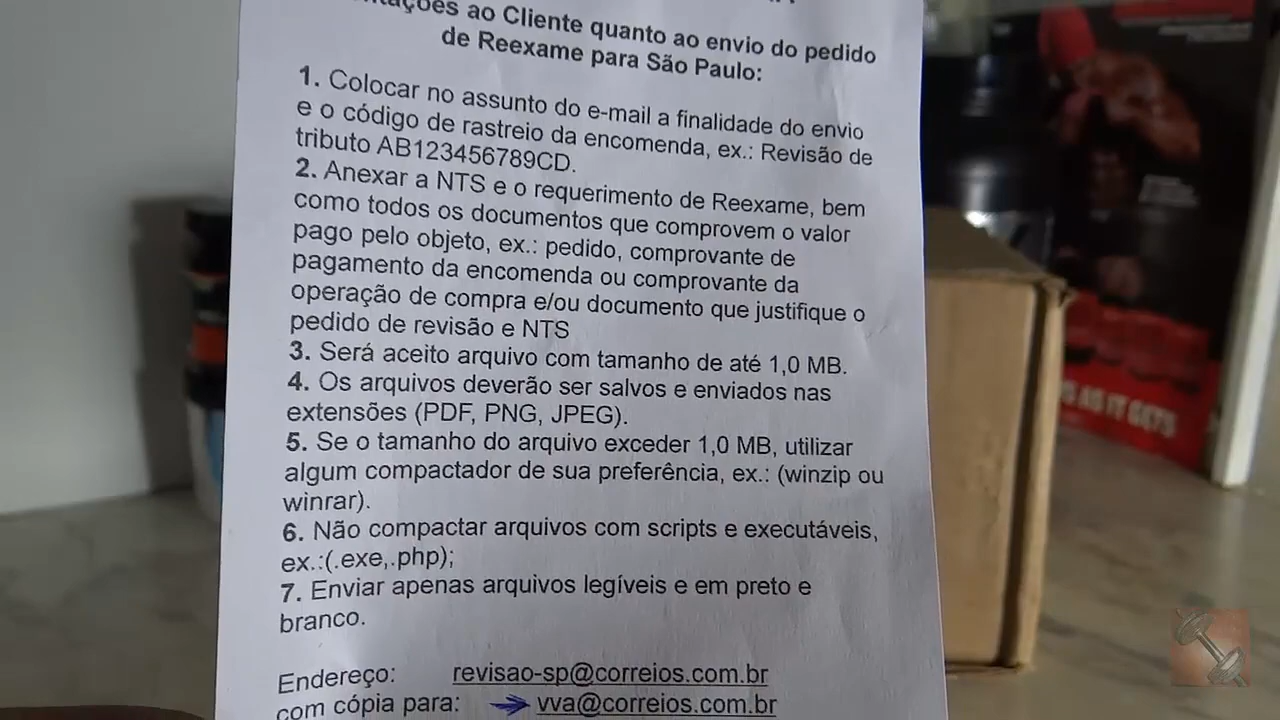 ao Cliente quanto ao envio do pedido
de Reexame para São Paulo:
1. Colocar no assunto do e-mail a finalidade do envio
e o código de rastreio da encomenda, ex.: Revisão de
tributo AB123456789CD.
2. Anexar a NTS e o requerimento de Reexame, bem
como todos os documentos que comprovem o valor
pago pelo objeto, ex.: pedido, comprovante de
pagamento da encomenda ou comprovante da
operação de compra e/ou documento que justifique o
pedido de revisão e NTS
3. Será aceito arquivo com tamanho de até 1,0 MB.
4. Os arquivos deverão ser salvos e enviados nas
extensões (PDF, PNG, JPEG).
5. Se o tamanho do arquivo exceder 1,0 MB, utilizar
algum compactador de sua preferência, ex.: (winzip ou
winrar).
6. Não compactar arquivos com scripts e executáveis,
ex.:(.exe,.php);
7. Enviar apenas arquivos legíveis e em preto e
branco.
Endereço: revisao-sp@correios.com.br
com cópia para: vva@correios.com.br
AS IT GETS